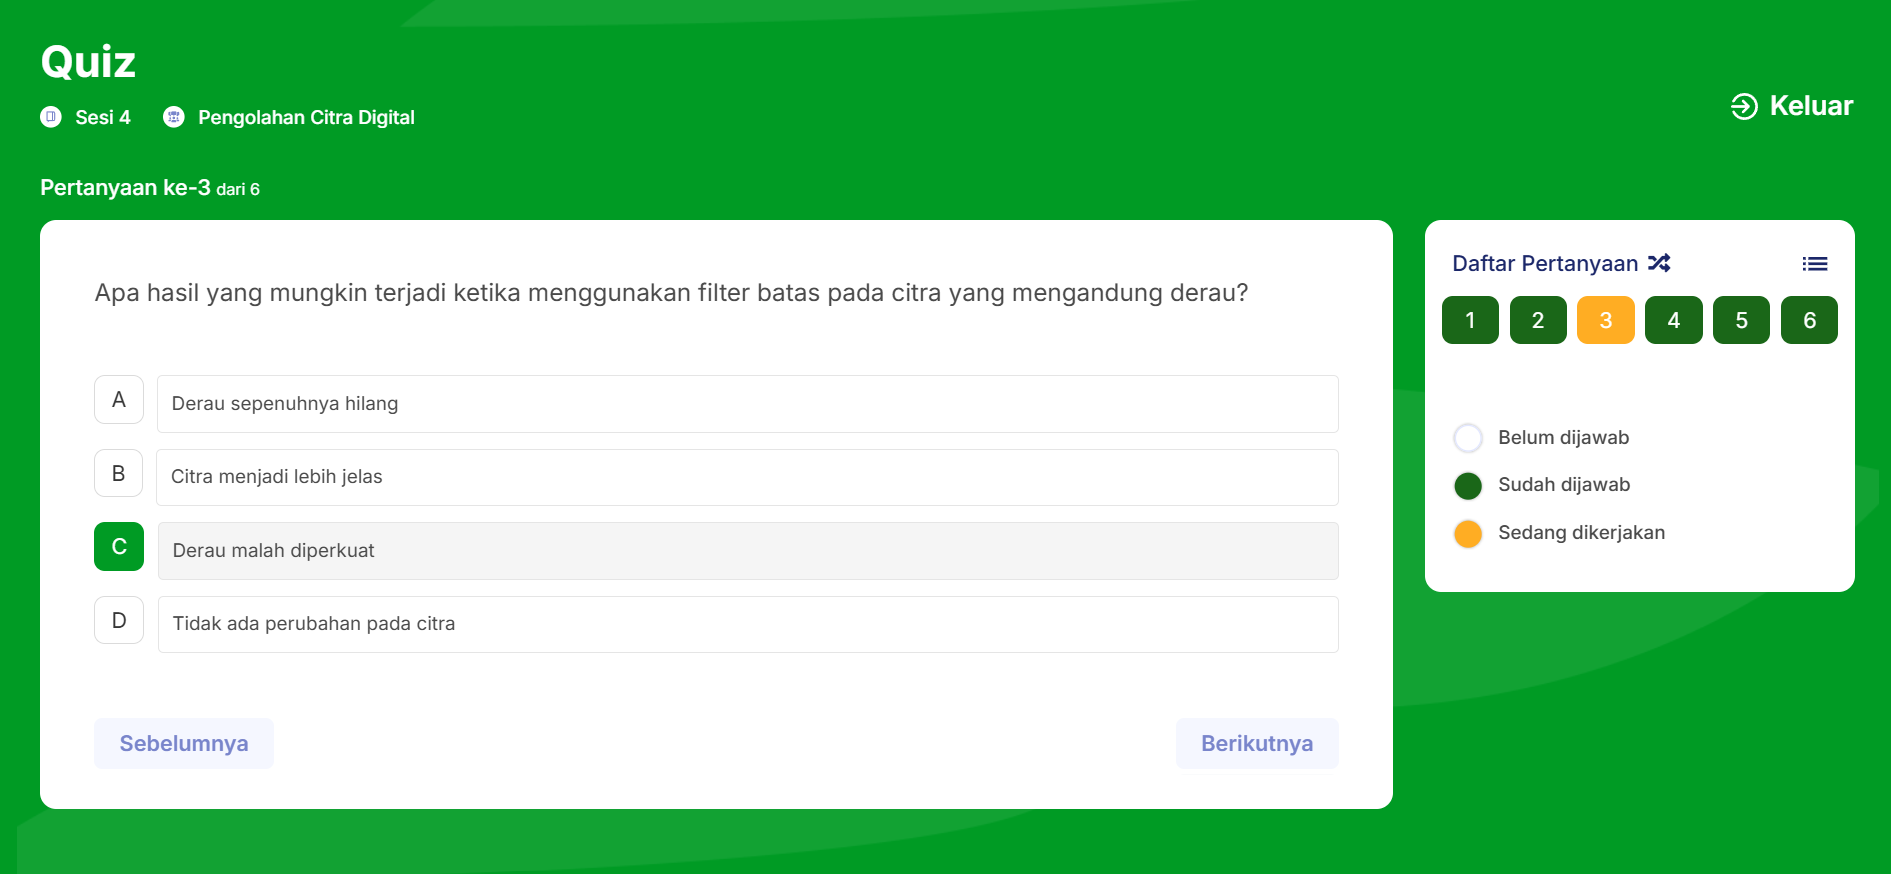 Quiz
Sesi 4 Pengolahan Citra Digital
Keluar
Pertanyaan ke-3 dari 6
Apa hasil yang mungkin terjadi ketika menggunakan filter batas pada citra yang mengandung derau?
A Derau sepenuhnya hilang
B Citra menjadi lebih jelas
C Derau malah diperkuat
D Tidak ada perubahan pada citra
Sebelumnya
Berikutnya
Daftar Pertanyaan
1 2 3 4 5 6
Belum dijawab
Sudah dijawab
Sedang dikerjakan